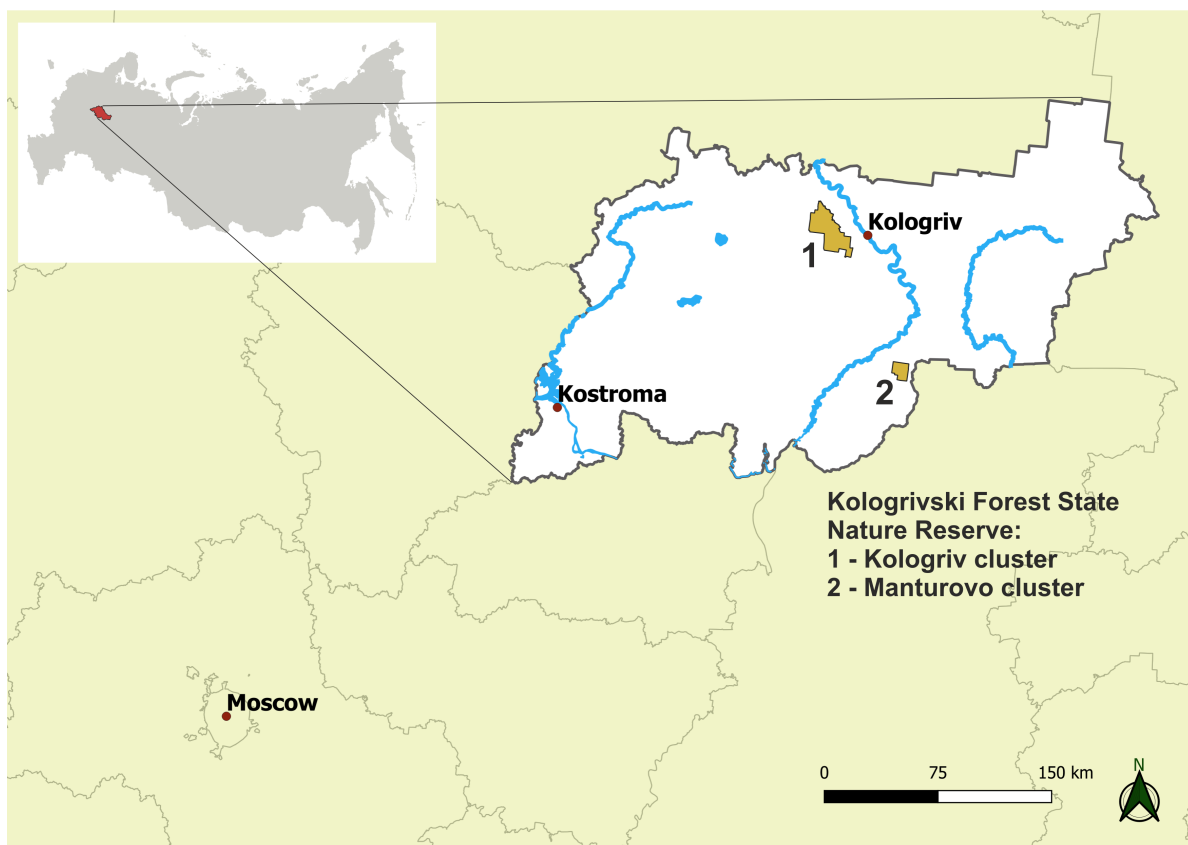 Kologriv
1
2
Kostroma
Kologrivski Forest State
Nature Reserve:
1 - Kologriv cluster
2 - Manturovo cluster
Moscow
0 75 150 km
N